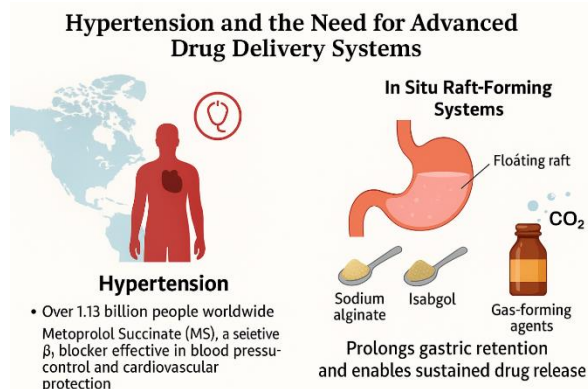 Hypertension and the Need for Advanced
Drug Delivery Systems
Hypertension
• Over 1.13 billion people worldwide
Metoprolol Succinate (MS), a seietive
β₁ blocker effective in blood pressu-
control and cardiovascular
protection
In Situ Raft-Forming
Systems
Floáting raft
CO₂
Sodium
alginate
Isabgol
Gas-forming
agents
Prolongs gastric retention
and enables sustained drug release